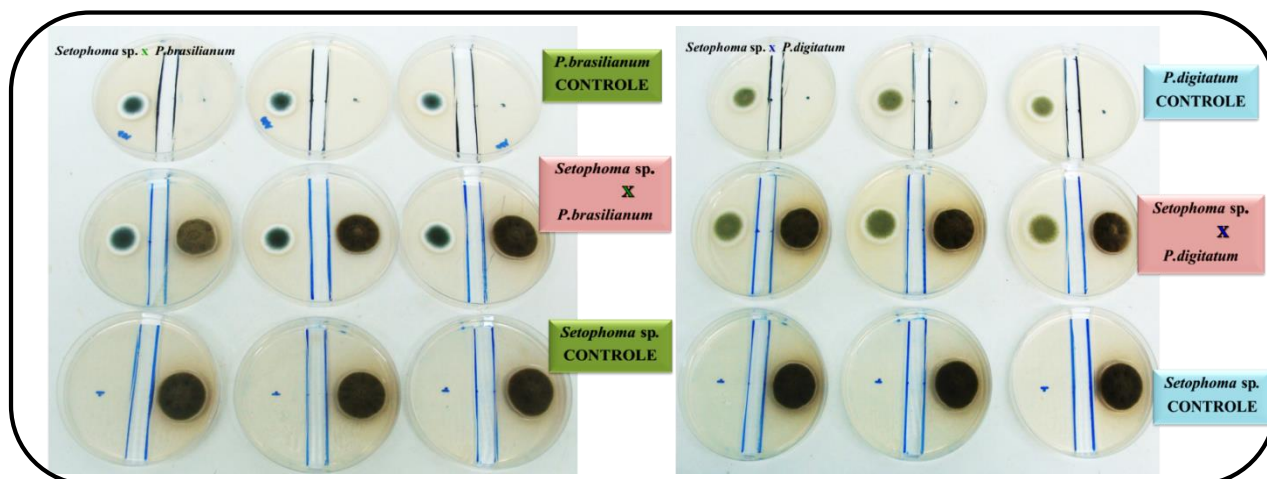 Setophoma sp. x P.brasilianum
P.brasilianum
CONTROLE
Setophoma sp.
X
P.brasilianum
Setophoma sp.
CONTROLE
Setophoma sp. x P.digitatum
P.digitatum
CONTROLE
Setophoma sp.
X
P.digitatum
Setophoma sp.
CONTROLE